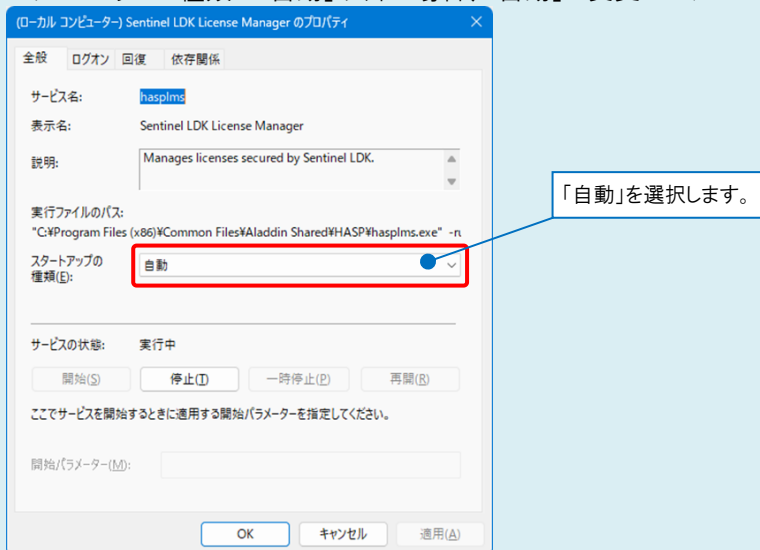 (ローカル コンピューター) Sentinel LDK License Manager のプロパティ
全般 ログオン 回復 依存関係
サービス名: hasplms
表示名: Sentinel LDK License Manager
説明: Manages licenses secured by Sentinel LDK.
実行ファイルのパス:
"C:¥Program Files (x86)¥Common Files¥Aladdin Shared¥HASP¥hasplms.exe" -ru
スタートアップの
種類(E): 自動
「自動」を選択します。
サービスの状態: 実行中
開始(S) 停止(T) 一時停止(P) 再開(R)
ここでサービスを開始するときに適用する開始パラメーターを指定してください。
開始パラメーター(M):
OK キャンセル 適用(A)